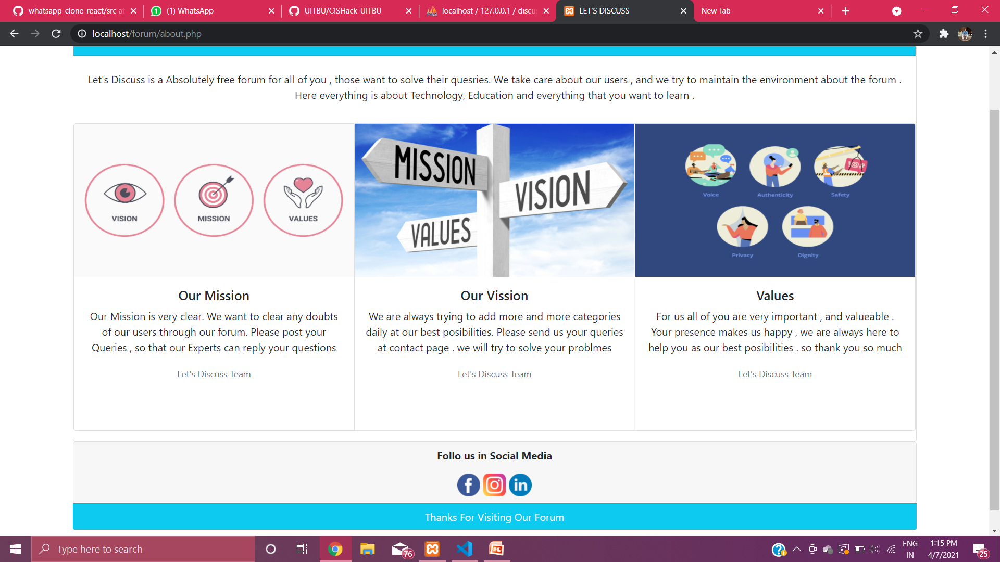 whatsapp-clone-react/src at
(1) WhatsApp
UITBU/CISHack-UITBU
localhost / 127.0.0.1 / discus
LET'S DISCUSS
New Tab
localhost/forum/about.php
Let's Discuss is a Absolutely free forum for all of you , those want to solve their quesries. We take care about our users , and we try to maintain the environment about the forum .
Here everything is about Technology, Education and everything that you want to learn .
VISION
MISSION
VALUES
MISSION
VISION
VALUES
Voice
Authenticity
Safety
!@#
Privacy
Dignity
Our Mission
Our Mission is very clear. We want to clear any doubts
of our users through our forum. Please post your
Queries , so that our Experts can reply your questions
Let's Discuss Team
Our Vission
We are always trying to add more and more categories
daily at our best posibilities. Please send us your queries
at contact page . we will try to solve your problmes
Let's Discuss Team
Values
For us all of you are very important , and valueable .
Your presence makes us happy , we are always here to
help you as our best posibilities . so thank you so much
Let's Discuss Team
Follo us in Social Media
Thanks For Visiting Our Forum
Type here to search
76
ENG
IN
1:15 PM
4/7/2021
25